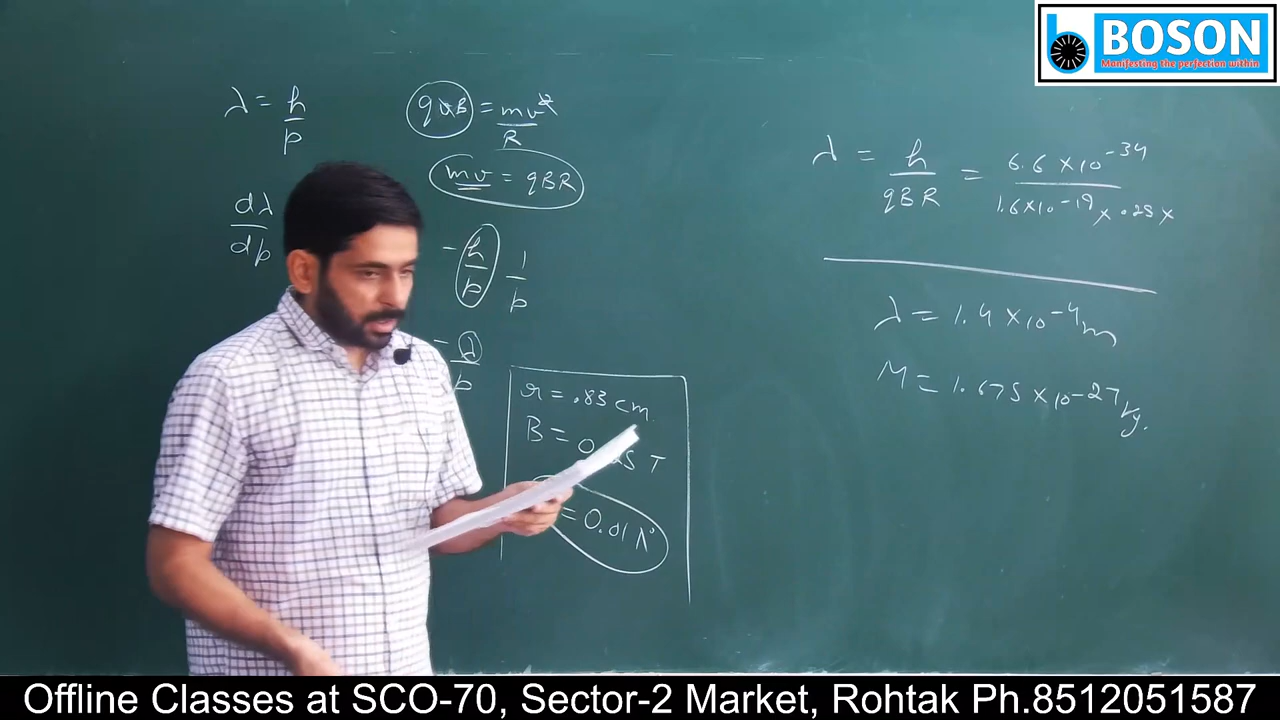 BOSON
Manifesting the perfection within
λ = h/p
qvB = mv²/R
mv = qBR
dλ/dp
- h/p 1/p
- λ/p
r = .83 cm
B = 0. 25 T
= 0.01 A°
λ = h/qBR = 6.6 × 10⁻³⁴/1.6×10⁻¹⁹ × .025 ×
λ = 1.4 × 10⁻⁴ m
M = 1.675 × 10⁻²⁷ kg.
Offline Classes at SCO-70, Sector-2 Market, Rohtak Ph.8512051587